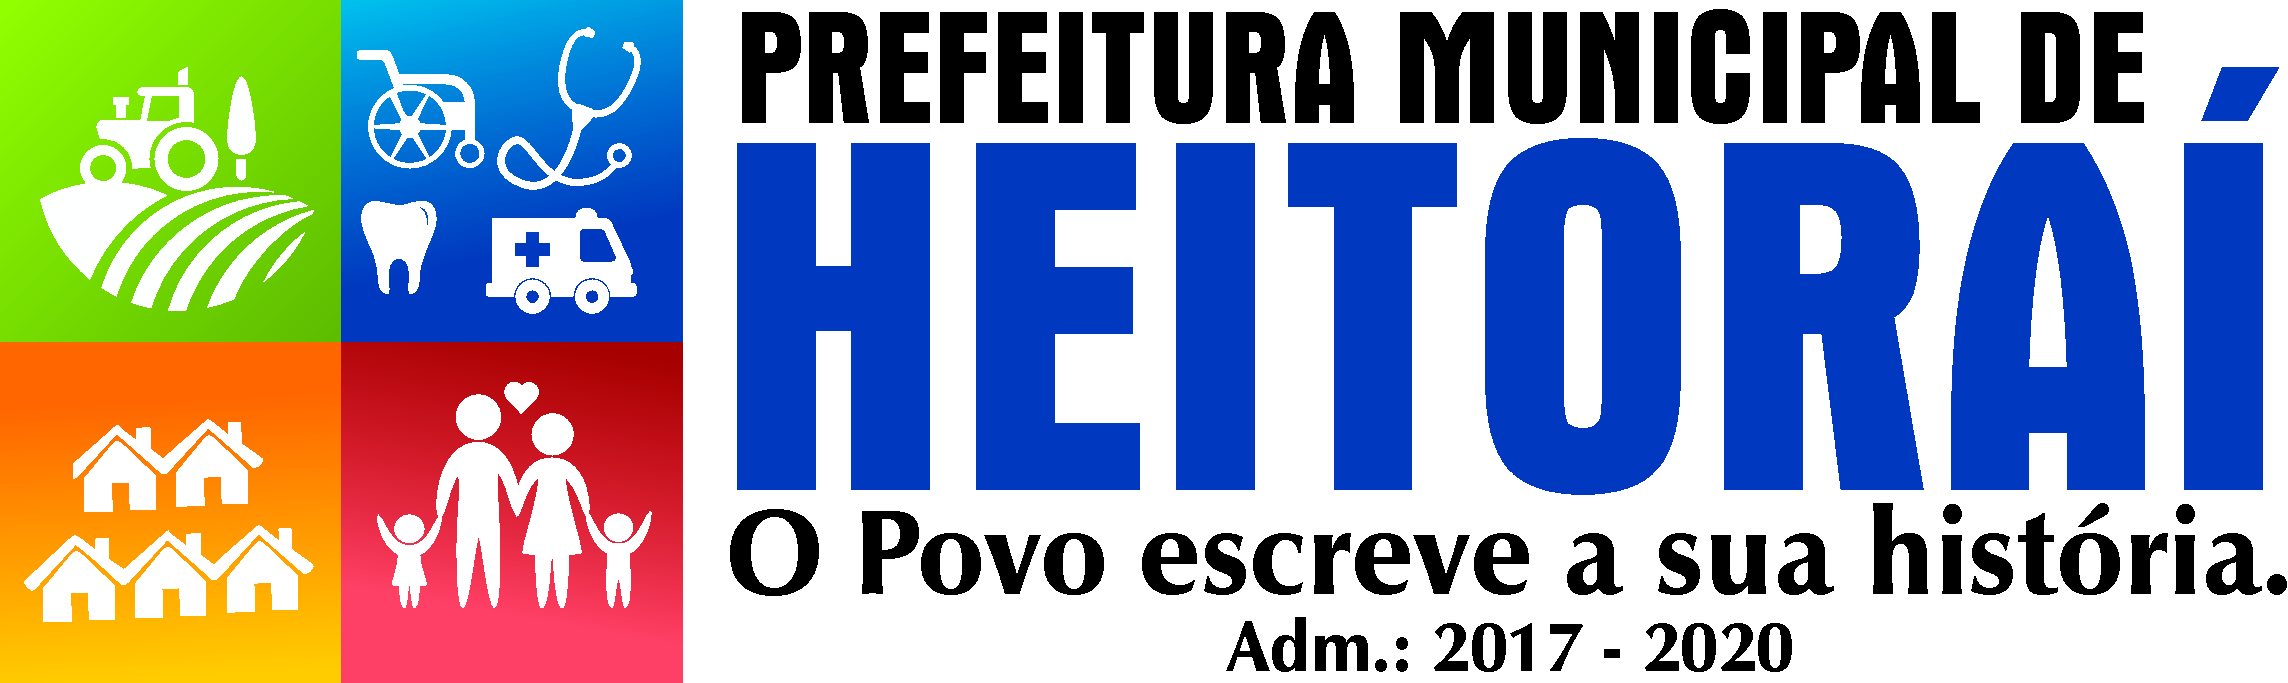 PREFEITURA MUNICIPAL DE
HEITORAÍ
O Povo escreve a sua história.
Adm.: 2017 - 2020